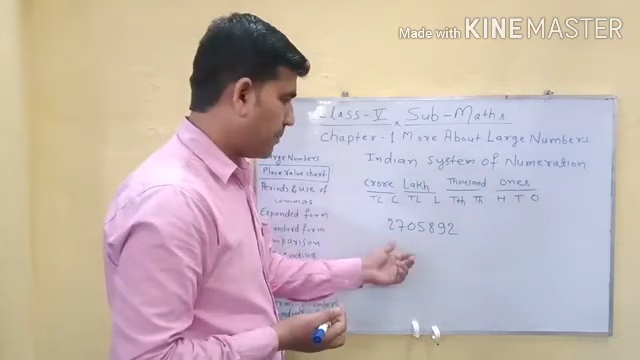 Made with KINEMASTER
Class-V Sub-Maths
Chapter-1 More About Large Numbers
Large Numbers
Indian System of Numeration
Place Value chart
Crore Lakh Thousand Ones
Periods & use of
commas
TC C TL L Tth Th H T O
Expanded form
2705892
Standard form